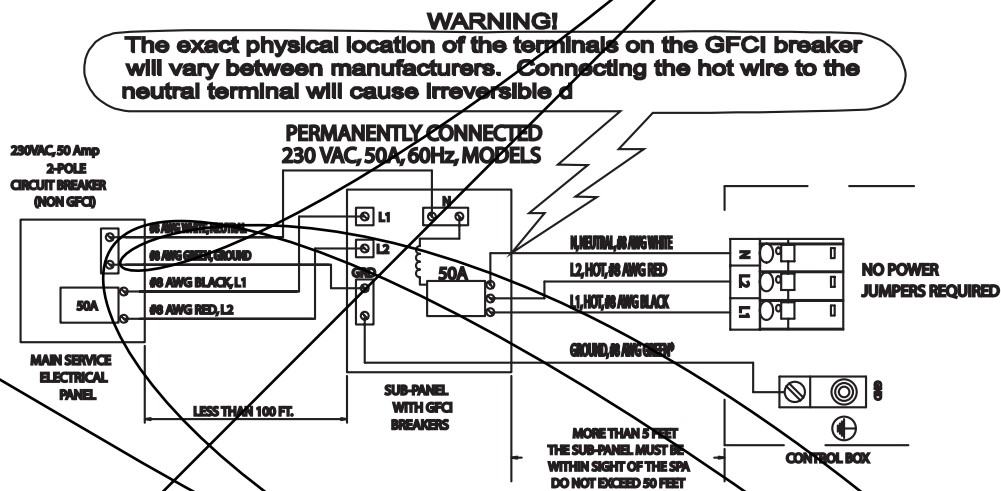 WARNING!
The exact physical location of the terminals on the GFCI breaker
will vary between manufacturers. Connecting the hot wire to the
neutral terminal will cause irreversible d
PERMANENTLY CONNECTED
230 VAC, 50A, 60Hz, MODELS
230VAC, 50 Amp
2-POLE
CIRCUIT BREAKER
(NON GFCI)
#8 AWG WHITE, NEUTRAL
#8 AWG GREEN, GROUND
#8 AWG BLACK, L1
#8 AWG RED, L2
50A
MAIN SERVICE
ELECTRICAL
PANEL
LESS THAN 100 FT.
N
L1
L2
GND
50A
SUB-PANEL
WITH GFCI
BREAKERS
N, NEUTRAL, #8 AWG WHITE
L2, HOT, #8 AWG RED
L1, HOT, #8 AWG BLACK
GROUND, #8 AWG GREEN*
N
L2
L1
NO POWER
JUMPERS REQUIRED
GND
CONTROL BOX
MORE THAN 5 FEET
THE SUB-PANEL MUST BE
WITHIN SIGHT OF THE SPA
DO NOT EXCEED 50 FEET